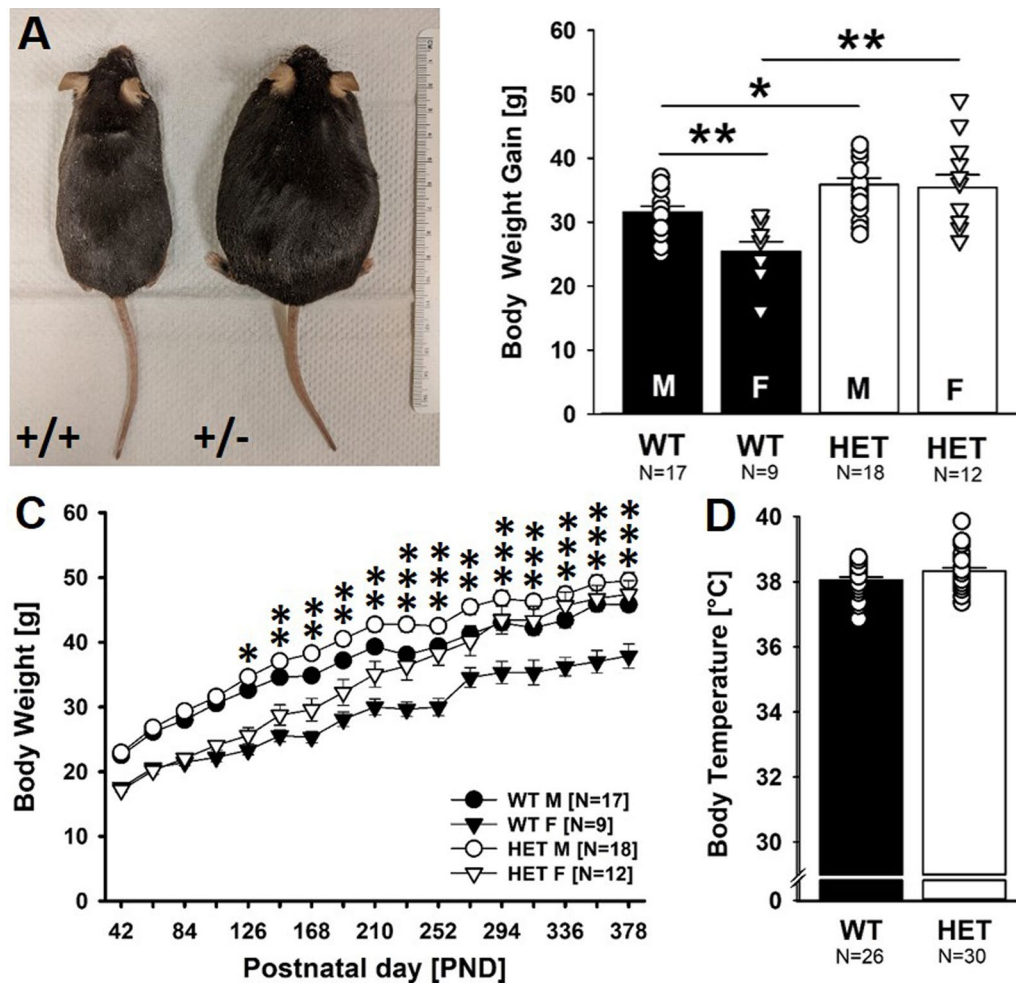 A
CM
+/+
+/-
Body Weight Gain [g]
60
50
40
30
20
10
0
**
*
**
M
F
M
F
WT
WT
HET
HET
N=17
N=9
N=18
N=12
C
Body Weight [g]
60
50
40
30
20
10
0
*
**
**
**
**
***
***
**
***
***
***
***
***
WT M [N=17]
WT F [N=9]
HET M [N=18]
HET F [N=12]
42
84
126
168
210
252
294
336
378
Postnatal day [PND]
D
Body Temperature [°C]
40
38
36
34
32
30
0
WT
HET
N=26
N=30